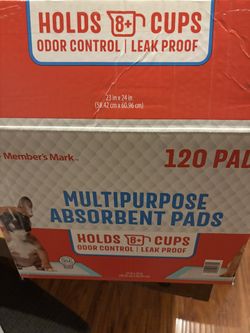 HOLDS 8+ CUPS
ODOR CONTROL | LEAK PROOF
23 in x 24 in
(58.42 cm x 60.96 cm)
Member's Mark
120 PAD
MULTIPURPOSE
ABSORBENT PADS
HOLDS 8+ CUPS
ODOR CONTROL | LEAK PROOF